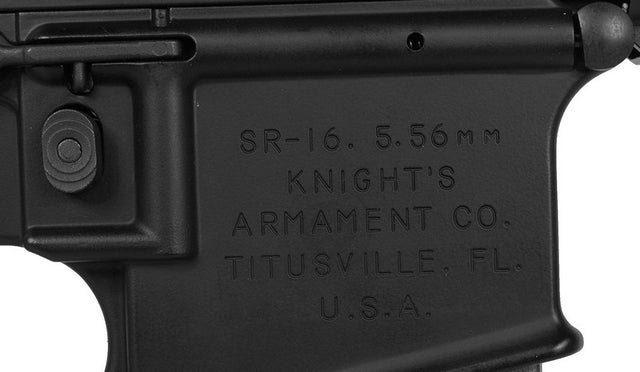 SR-16. 5.56mm
KNIGHT'S
ARMAMENT CO.
TITUSVILLE, FL.
U.S.A.